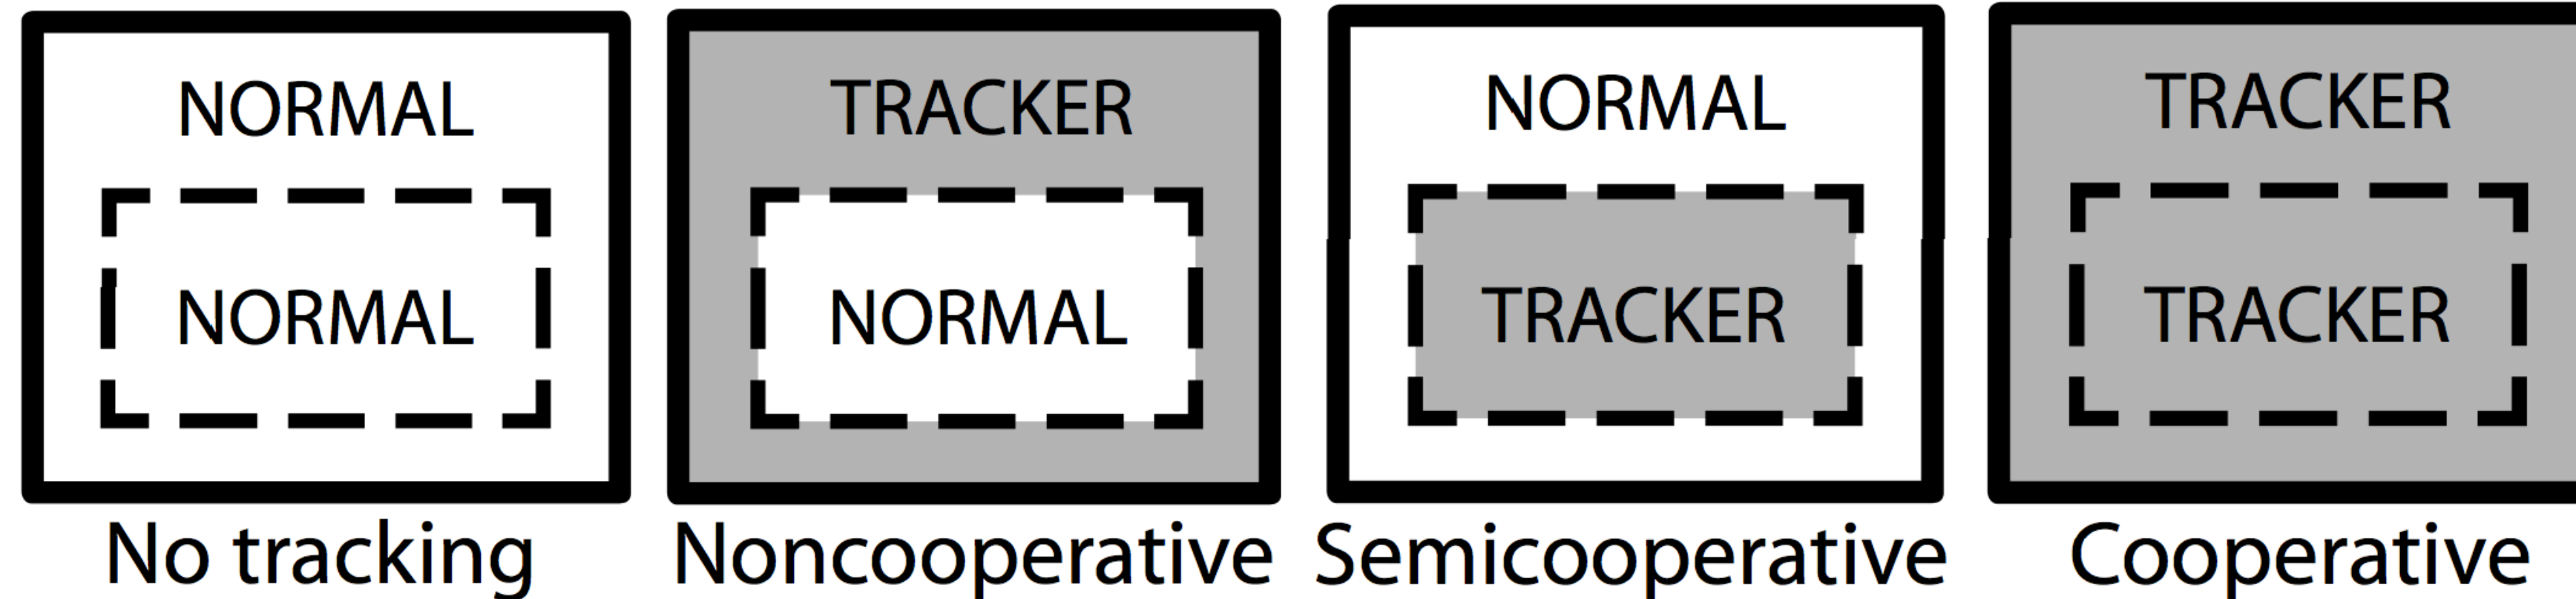 NORMAL
NORMAL
No tracking
TRACKER
NORMAL
Noncooperative
NORMAL
TRACKER
Semicooperative
TRACKER
TRACKER
Cooperative